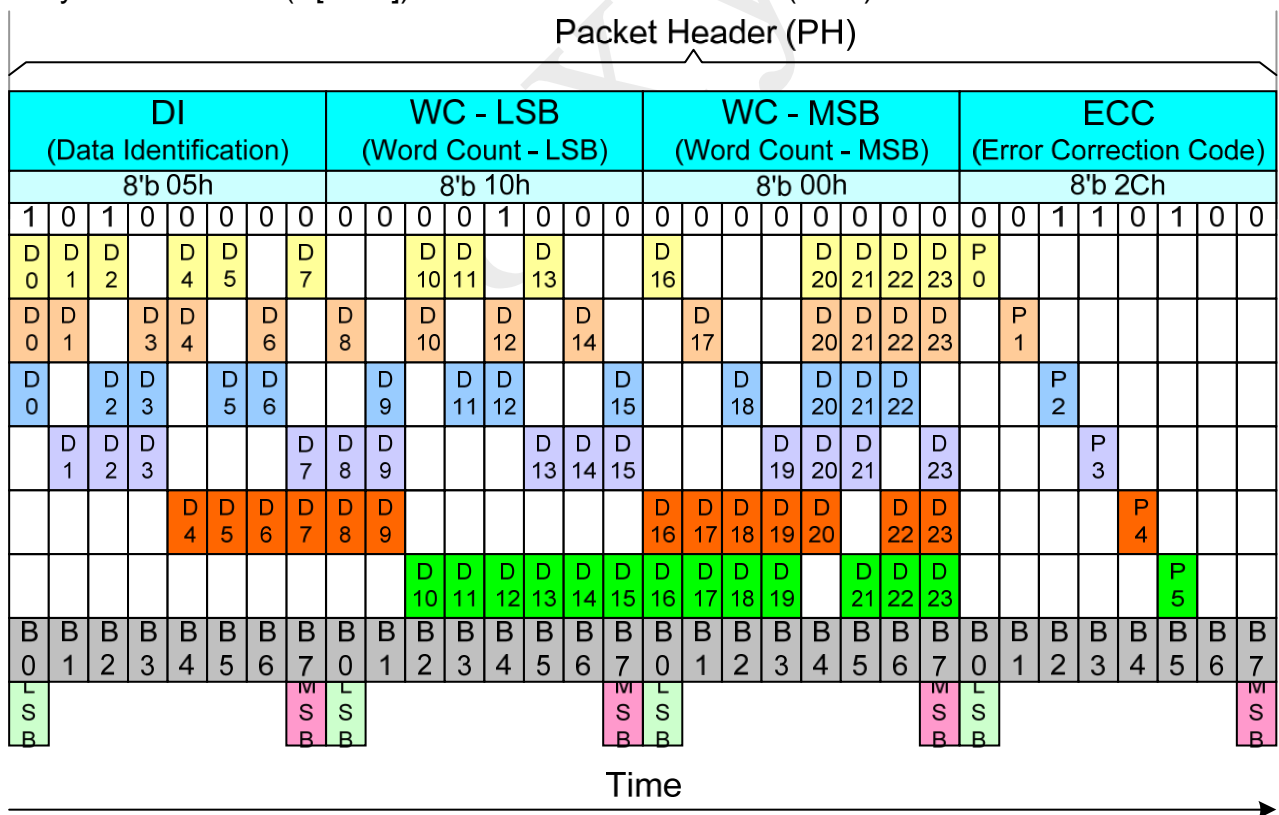 Packet Header (PH)
DI WC - LSB WC - MSB ECC
(Data Identification) (Word Count - LSB) (Word Count - MSB) (Error Correction Code)
8'b 05h 8'b 10h 8'b 00h 8'b 2Ch
1 0 1 0 0 0 0 0 0 0 0 0 1 0 0 0 0 0 0 0 0 0 0 0 0 0 1 1 0 1 0 0
D0 D1 D2 D4 D5 D7 D10 D11 D13 D16 D20 D21 D22 D23 P0
D0 D1 D3 D4 D6 D8 D10 D12 D14 D17 D20 D21 D22 D23 P1
D0 D2 D3 D5 D6 D9 D11 D12 D15 D18 D20 D21 D22 P2
D1 D2 D3 D7 D8 D9 D13 D14 D15 D19 D20 D21 D23 P3
D4 D5 D6 D7 D8 D9 D16 D17 D18 D19 D20 D22 D23 P4
D10 D11 D12 D13 D14 D15 D16 D17 D18 D19 D21 D22 D23 P5
B0 B1 B2 B3 B4 B5 B6 B7 B0 B1 B2 B3 B4 B5 B6 B7 B0 B1 B2 B3 B4 B5 B6 B7 B0 B1 B2 B3 B4 B5 B6 B7
LSB MSB LSB MSB LSB MSB LSB MSB
Time